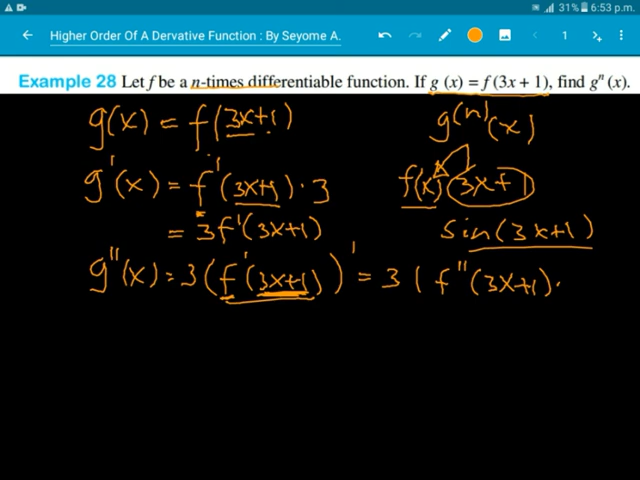 31% 6:53 p.m.
Higher Order Of A Dervative Function : By Seyome A.
1
Example 28 Let f be a n-times differentiable function. If g (x) = f (3x + 1), find gⁿ (x).
g(x) = f(3x+1)
g⁽ⁿ⁾(x)
g'(x) = f'(3x+1) · 3
f(x) 3x+1
= 3f'(3x+1)
sin(3x+1)
g''(x) = 3(f'(3x+1))' = 3(f''(3x+1)·